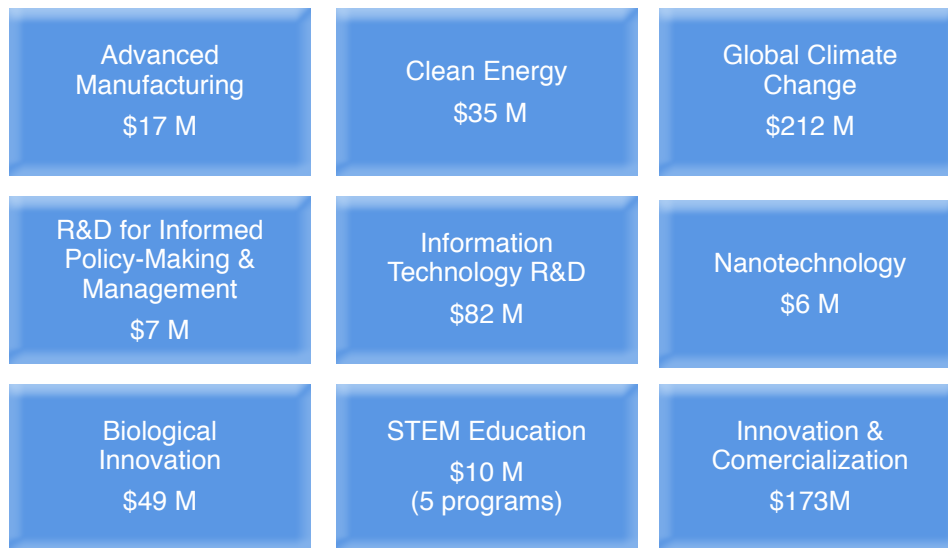 Advanced
Manufacturing
$17 M
Clean Energy
$35 M
Global Climate
Change
$212 M
R&D for Informed
Policy-Making &
Management
$7 M
Information
Technology R&D
$82 M
Nanotechnology
$6 M
Biological
Innovation
$49 M
STEM Education
$10 M
(5 programs)
Innovation &
Comercialization
$173M